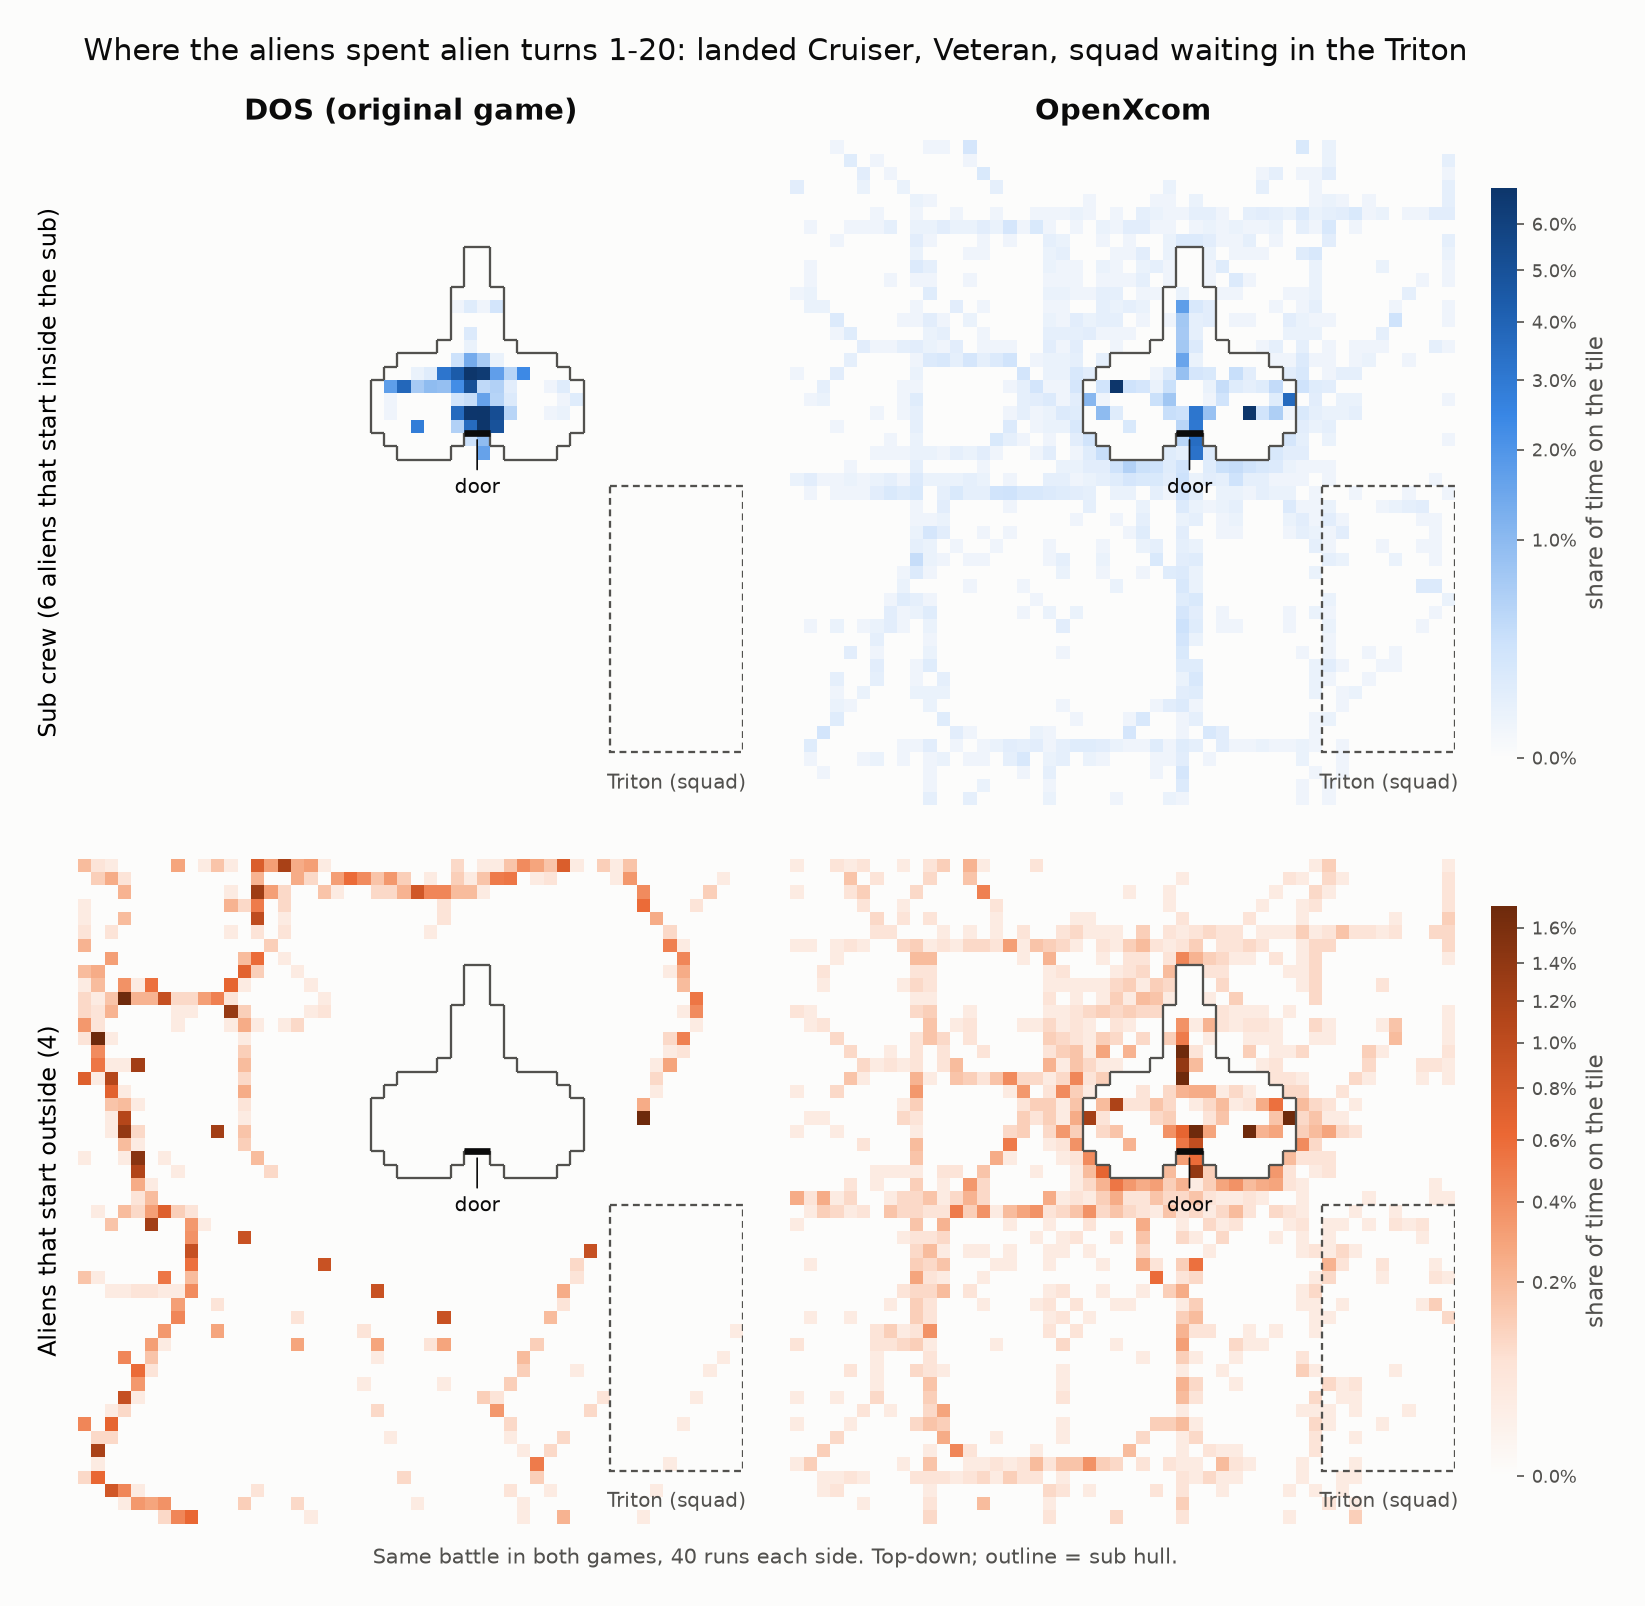 Where the aliens spent alien turns 1-20: landed Cruiser, Veteran, squad waiting in the Triton
DOS (original game)
OpenXcom
Sub crew (6 aliens that start inside the sub)
door
Triton (squad)
door
Triton (squad)
6.0%
5.0%
4.0%
3.0%
2.0%
1.0%
0.0%
share of time on the tile
Aliens that start outside (4)
door
Triton (squad)
door
Triton (squad)
1.6%
1.4%
1.2%
1.0%
0.8%
0.6%
0.4%
0.2%
0.0%
share of time on the tile
Same battle in both games, 40 runs each side. Top-down; outline = sub hull.